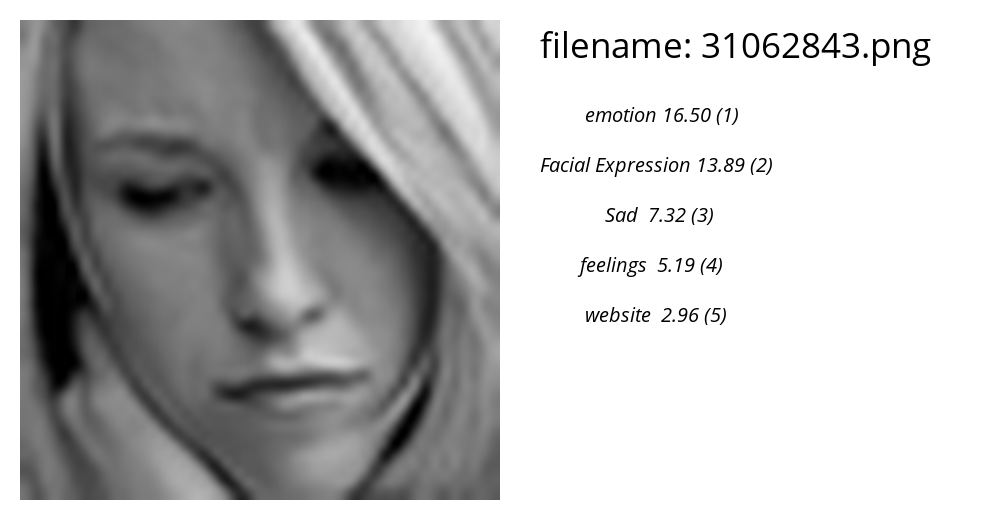 filename: 31062843.png
emotion 16.50 (1)
Facial Expression 13.89 (2)
Sad 7.32 (3)
feelings 5.19 (4)
website 2.96 (5)